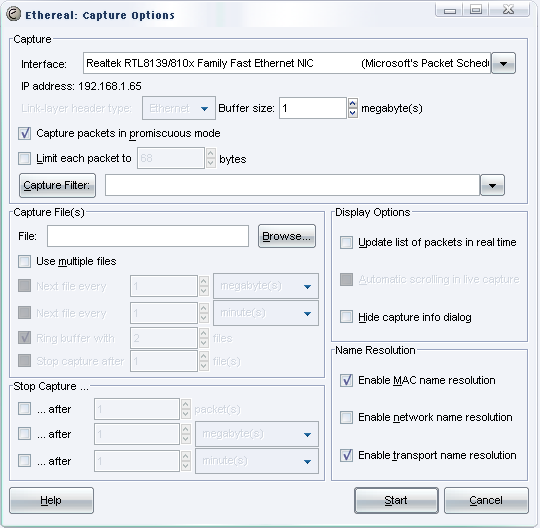 Ethereal: Capture Options
Capture
Interface: Realtek RTL8139/810x Family Fast Ethernet NIC (Microsoft's Packet Sched
IP address: 192.168.1.65
Link-layer header type: Ethernet Buffer size: 1 megabyte(s)
Capture packets in promiscuous mode
Limit each packet to 68 bytes
Capture Filter:
Capture File(s)
File: Browse...
Use multiple files
Next file every 1 megabyte(s)
Next file every 1 minute(s)
Ring buffer with 2 files
Stop capture after 1 file(s)
Stop Capture ...
... after 1 packet(s)
... after 1 megabyte(s)
... after 1 minute(s)
Display Options
Update list of packets in real time
Automatic scrolling in live capture
Hide capture info dialog
Name Resolution
Enable MAC name resolution
Enable network name resolution
Enable transport name resolution
Help Start Cancel